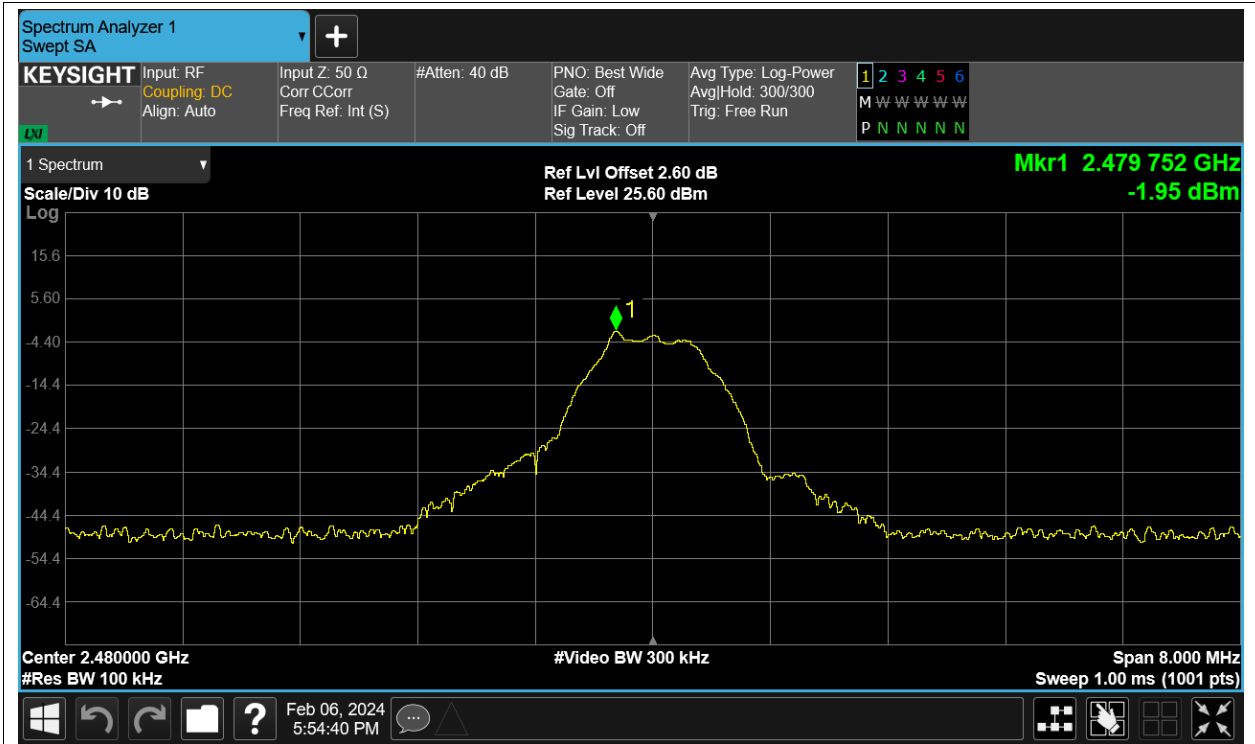 Spectrum Analyzer 1
Swept SA
+
KEYSIGHT
LXI
Input: RF
Coupling: DC
Align: Auto
Input Z: 50 Ω
Corr CCorr
Freq Ref: Int (S)
#Atten: 40 dB
PNO: Best Wide
Gate: Off
IF Gain: Low
Sig Track: Off
Avg Type: Log-Power
Avg|Hold: 300/300
Trig: Free Run
1 2 3 4 5 6
M W W W W W
P N N N N N
1 Spectrum
Scale/Div 10 dB
Log
Ref Lvl Offset 2.60 dB
Ref Level 25.60 dBm
Mkr1 2.479 752 GHz
-1.95 dBm
15.6
5.60
-4.40
-14.4
-24.4
-34.4
-44.4
-54.4
-64.4
1
Center 2.480000 GHz
#Res BW 100 kHz
#Video BW 300 kHz
Span 8.000 MHz
Sweep 1.00 ms (1001 pts)
?
Feb 06, 2024
5:54:40 PM